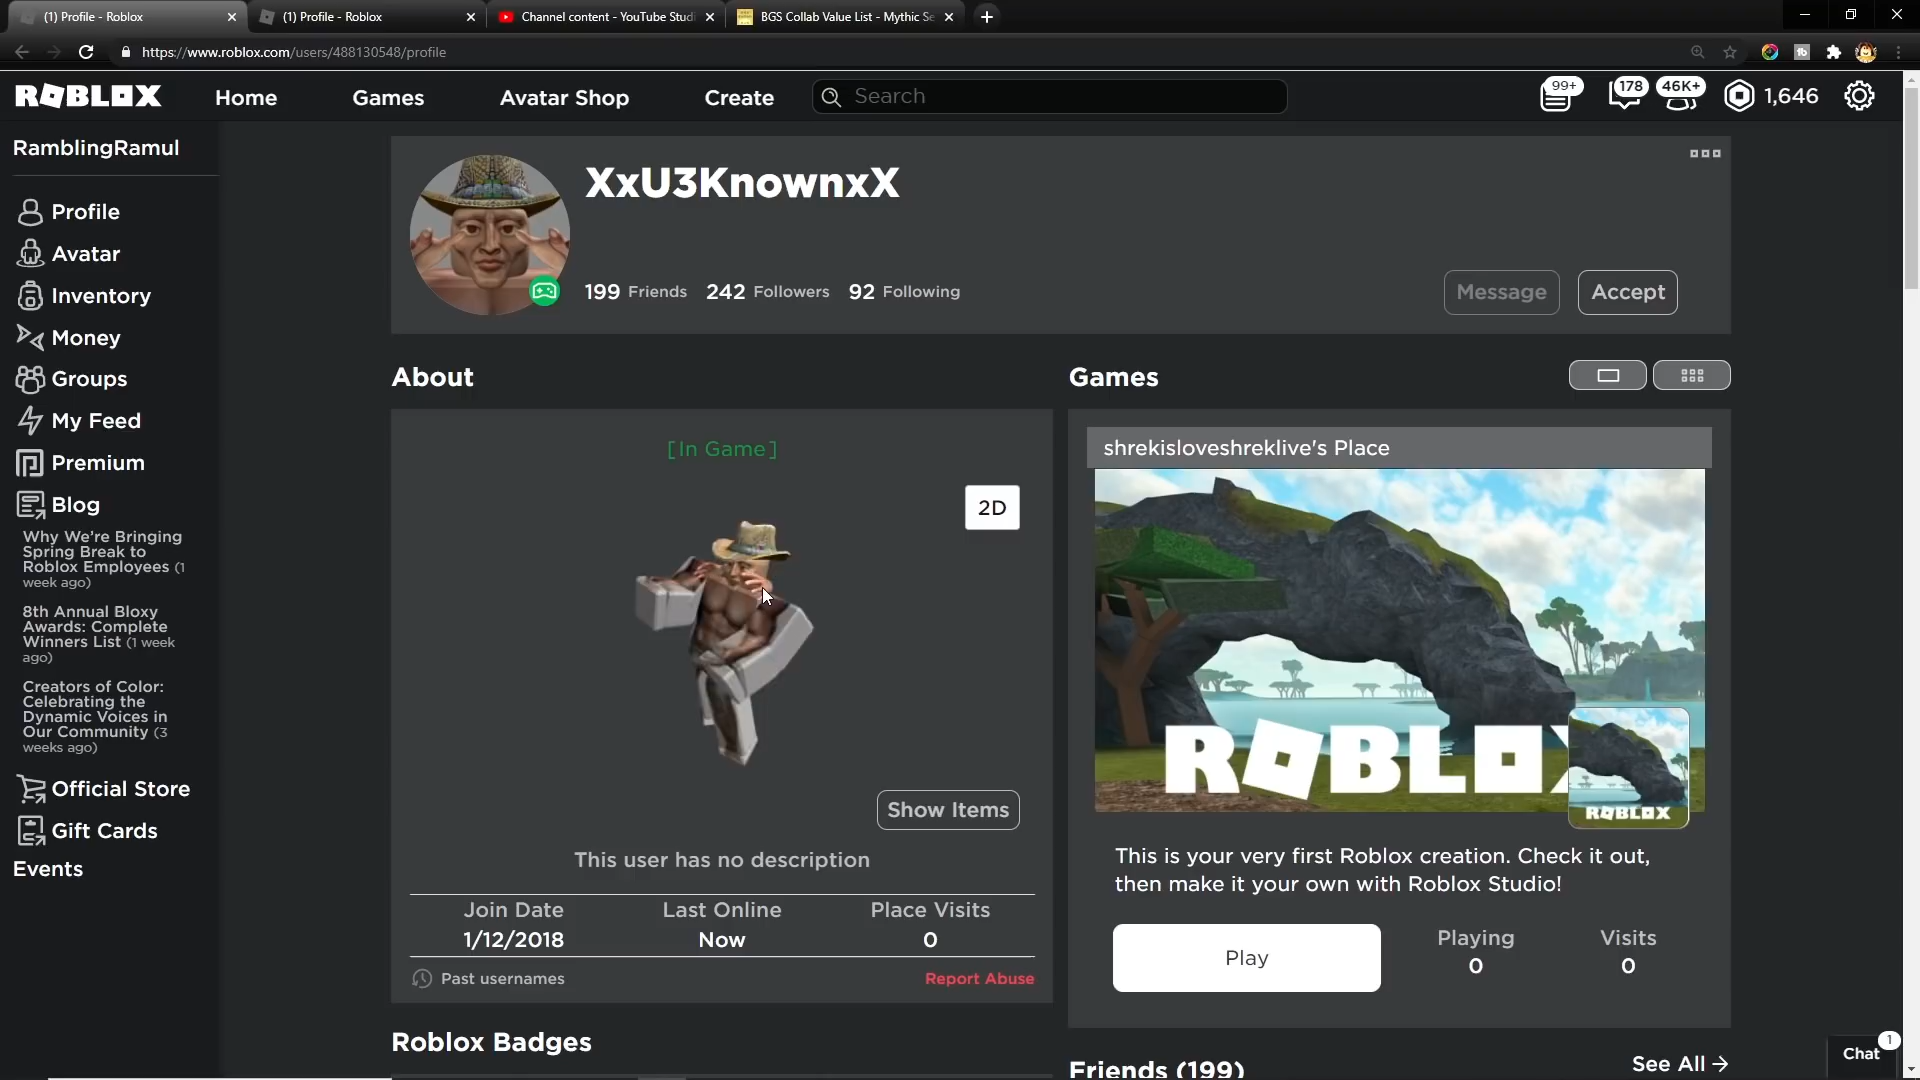 (1) Profile - Roblox
(1) Profile - Roblox
Channel content - YouTube Studi
BGS Collab Value List - Mythic Se
https://www.roblox.com/users/488130548/profile
ROBLOX
Home
Games
Avatar Shop
Create
Search
99+
178
46K+
1,646
RamblingRamul
Profile
Avatar
Inventory
Money
Groups
My Feed
Premium
Blog
Why We're Bringing
Spring Break to
Roblox Employees (1
week ago)
8th Annual Bloxy
Awards: Complete
Winners List (1 week
ago)
Creators of Color:
Celebrating the
Dynamic Voices in
Our Community (3
weeks ago)
Official Store
Gift Cards
Events
XxU3KnownxX
199 Friends 242 Followers 92 Following
Message
Accept
About
[In Game]
2D
Show Items
This user has no description
Join Date
1/12/2018
Last Online
Now
Place Visits
0
Past usernames
Report Abuse
Roblox Badges
Games
shrekisloveshreklive's Place
ROBLOX
ROBLOX
This is your very first Roblox creation. Check it out,
then make it your own with Roblox Studio!
Play
Playing
0
Visits
0
Friends (199)
See All
Chat
1